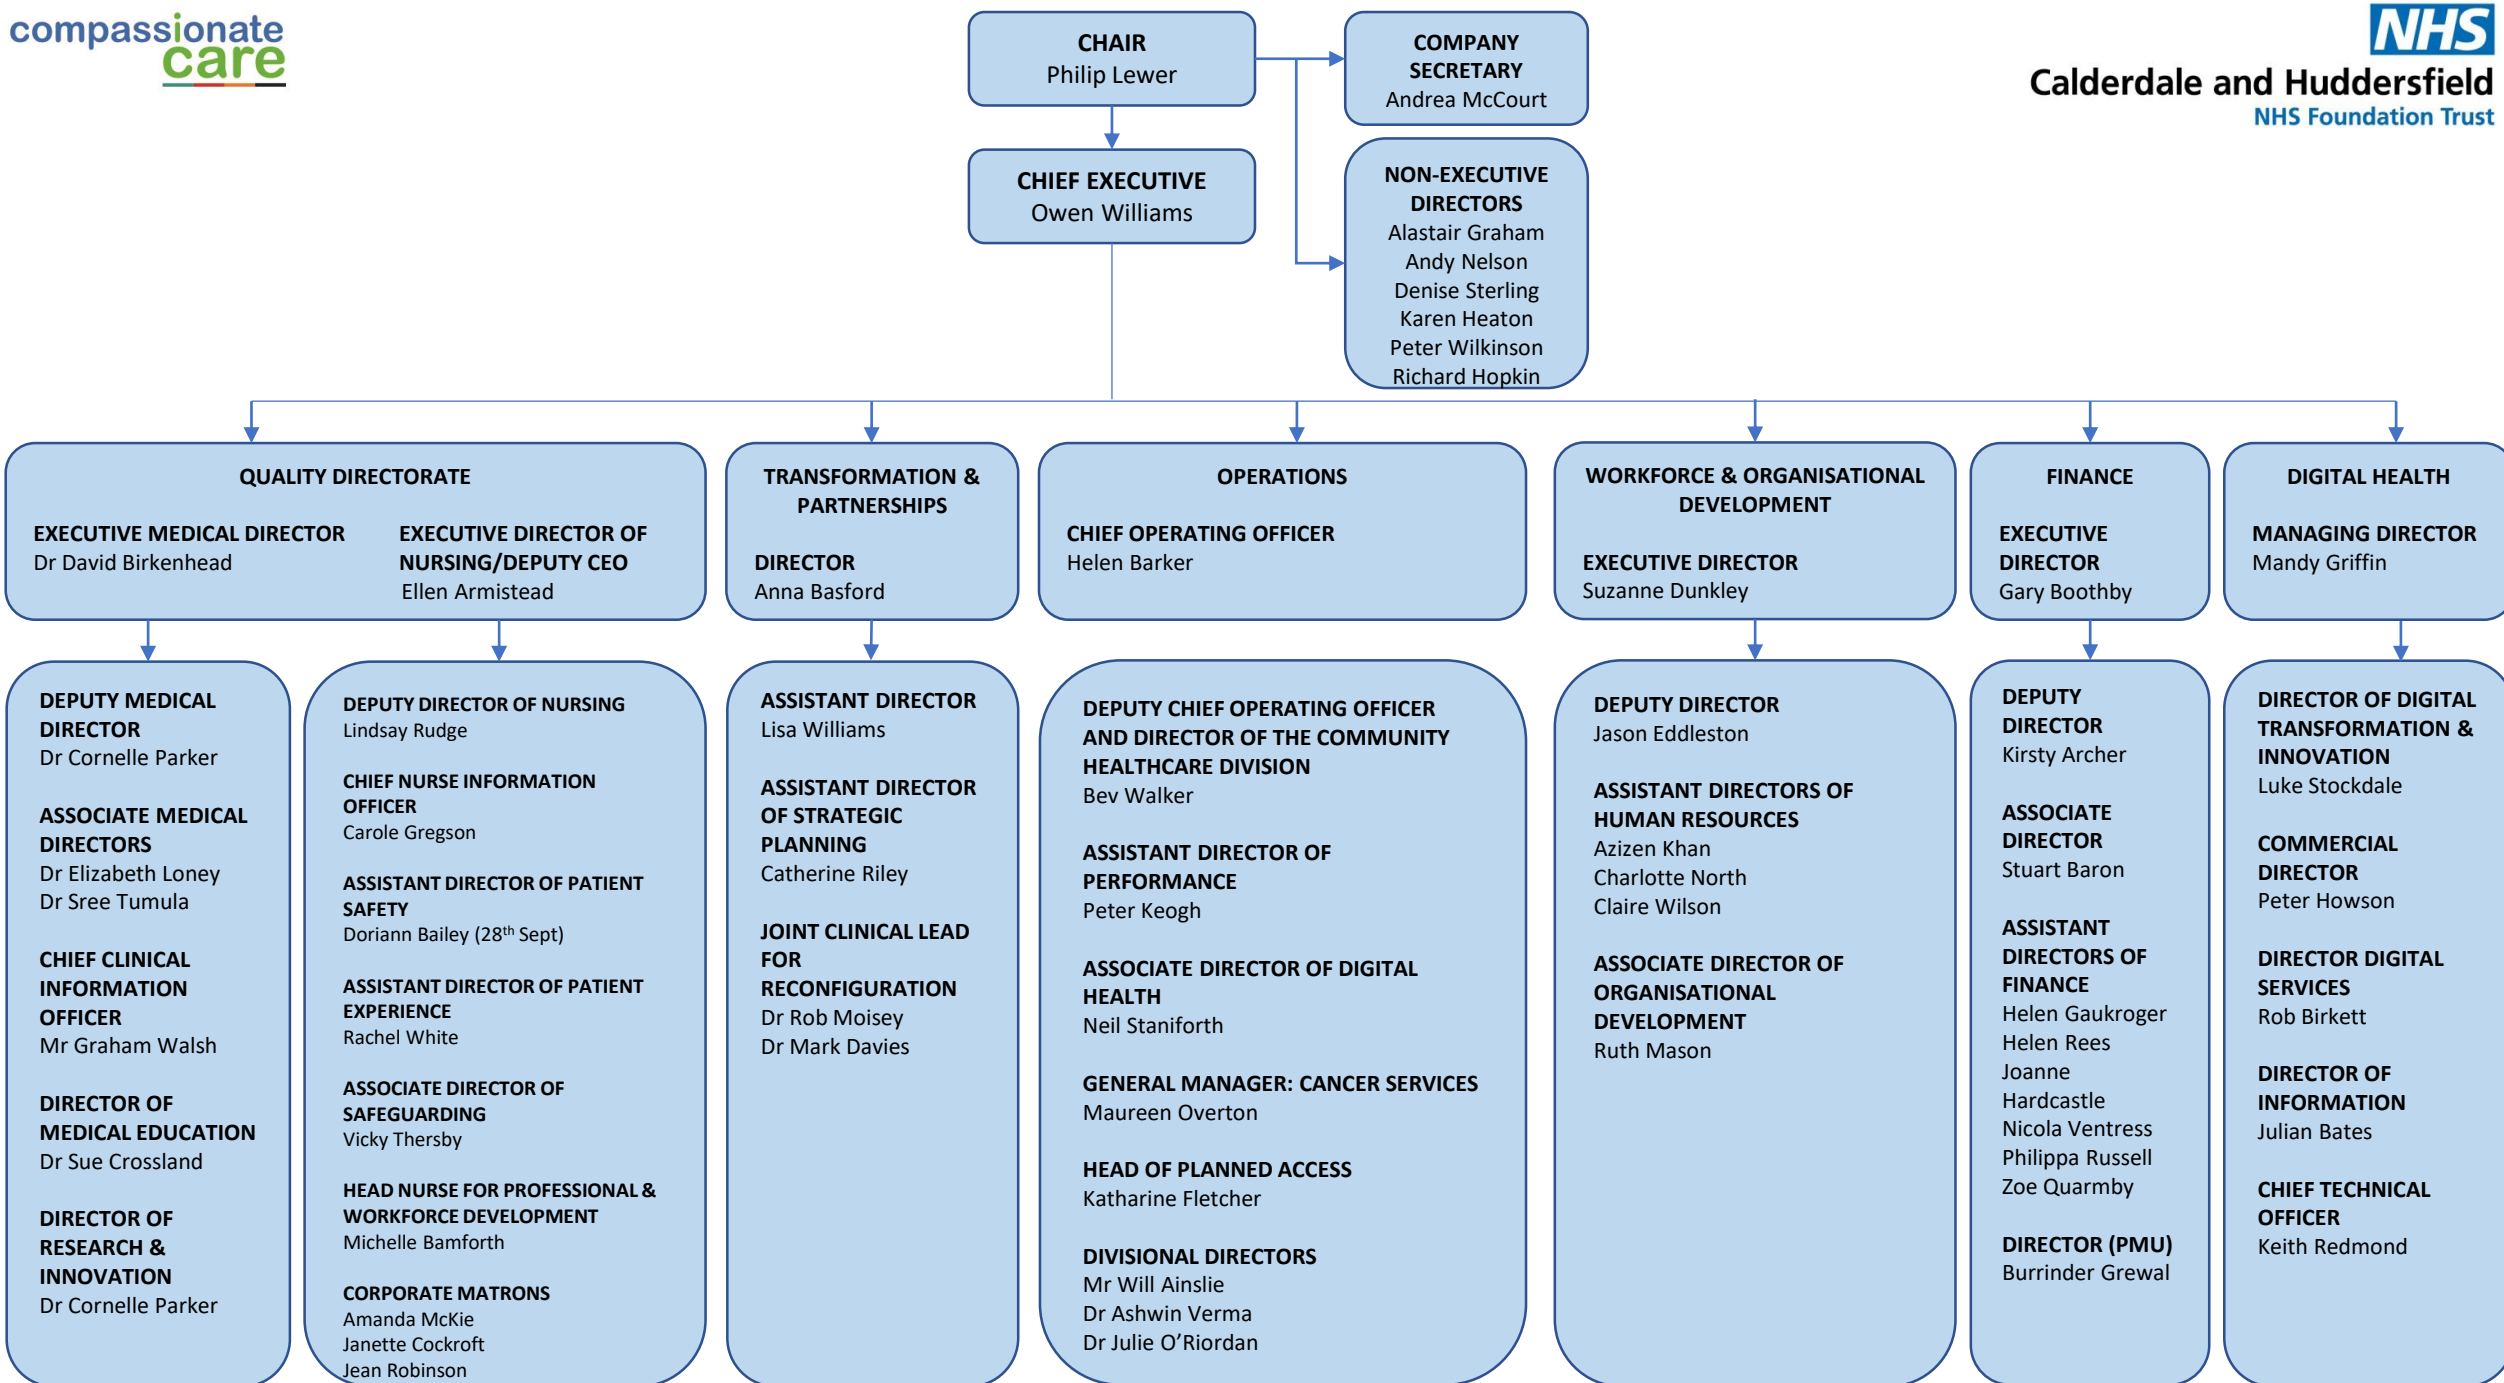 compassionate
care
NHS
Calderdale and Huddersfield
NHS Foundation Trust
CHAIR
Philip Lewer
COMPANY
SECRETARY
Andrea McCourt
CHIEF EXECUTIVE
Owen Williams
NON-EXECUTIVE
DIRECTORS
Alastair Graham
Andy Nelson
Denise Sterling
Karen Heaton
Peter Wilkinson
Richard Hopkin
QUALITY DIRECTORATE
EXECUTIVE MEDICAL DIRECTOR
Dr David Birkenhead
EXECUTIVE DIRECTOR OF
NURSING/DEPUTY CEO
Ellen Armistead
TRANSFORMATION &
PARTNERSHIPS
DIRECTOR
Anna Basford
OPERATIONS
CHIEF OPERATING OFFICER
Helen Barker
WORKFORCE & ORGANISATIONAL
DEVELOPMENT
EXECUTIVE DIRECTOR
Suzanne Dunkley
FINANCE
EXECUTIVE
DIRECTOR
Gary Boothby
DIGITAL HEALTH
MANAGING DIRECTOR
Mandy Griffin
DEPUTY MEDICAL
DIRECTOR
Dr Cornelle Parker
ASSOCIATE MEDICAL
DIRECTORS
Dr Elizabeth Loney
Dr Sree Tumula
CHIEF CLINICAL
INFORMATION
OFFICER
Mr Graham Walsh
DIRECTOR OF
MEDICAL EDUCATION
Dr Sue Crossland
DIRECTOR OF
RESEARCH &
INNOVATION
Dr Cornelle Parker
DEPUTY DIRECTOR OF NURSING
Lindsay Rudge
CHIEF NURSE INFORMATION
OFFICER
Carole Gregson
ASSISTANT DIRECTOR OF PATIENT
SAFETY
Doriann Bailey (28th Sept)
ASSISTANT DIRECTOR OF PATIENT
EXPERIENCE
Rachel White
ASSOCIATE DIRECTOR OF
SAFEGUARDING
Vicky Thersby
HEAD NURSE FOR PROFESSIONAL &
WORKFORCE DEVELOPMENT
Michelle Bamforth
CORPORATE MATRONS
Amanda McKie
Janette Cockroft
Jean Robinson
ASSISTANT DIRECTOR
Lisa Williams
ASSISTANT DIRECTOR
OF STRATEGIC
PLANNING
Catherine Riley
JOINT CLINICAL LEAD
FOR
RECONFIGURATION
Dr Rob Moisey
Dr Mark Davies
DEPUTY CHIEF OPERATING OFFICER
AND DIRECTOR OF THE COMMUNITY
HEALTHCARE DIVISION
Bev Walker
ASSISTANT DIRECTOR OF
PERFORMANCE
Peter Keogh
ASSOCIATE DIRECTOR OF DIGITAL
HEALTH
Neil Staniforth
GENERAL MANAGER: CANCER SERVICES
Maureen Overton
HEAD OF PLANNED ACCESS
Katharine Fletcher
DIVISIONAL DIRECTORS
Mr Will Ainslie
Dr Ashwin Verma
Dr Julie O'Riordan
DEPUTY DIRECTOR
Jason Eddleston
ASSISTANT DIRECTORS OF
HUMAN RESOURCES
Azizen Khan
Charlotte North
Claire Wilson
ASSOCIATE DIRECTOR OF
ORGANISATIONAL
DEVELOPMENT
Ruth Mason
DEPUTY
DIRECTOR
Kirsty Archer
ASSOCIATE
DIRECTOR
Stuart Baron
ASSISTANT
DIRECTORS OF
FINANCE
Helen Gaukroger
Helen Rees
Joanne
Hardcastle
Nicola Ventress
Philippa Russell
Zoe Quarmby
DIRECTOR (PMU)
Burrinder Grewal
DIRECTOR OF DIGITAL
TRANSFORMATION &
INNOVATION
Luke Stockdale
COMMERCIAL
DIRECTOR
Peter Howson
DIRECTOR DIGITAL
SERVICES
Rob Birkett
DIRECTOR OF
INFORMATION
Julian Bates
CHIEF TECHNICAL
OFFICER
Keith Redmond